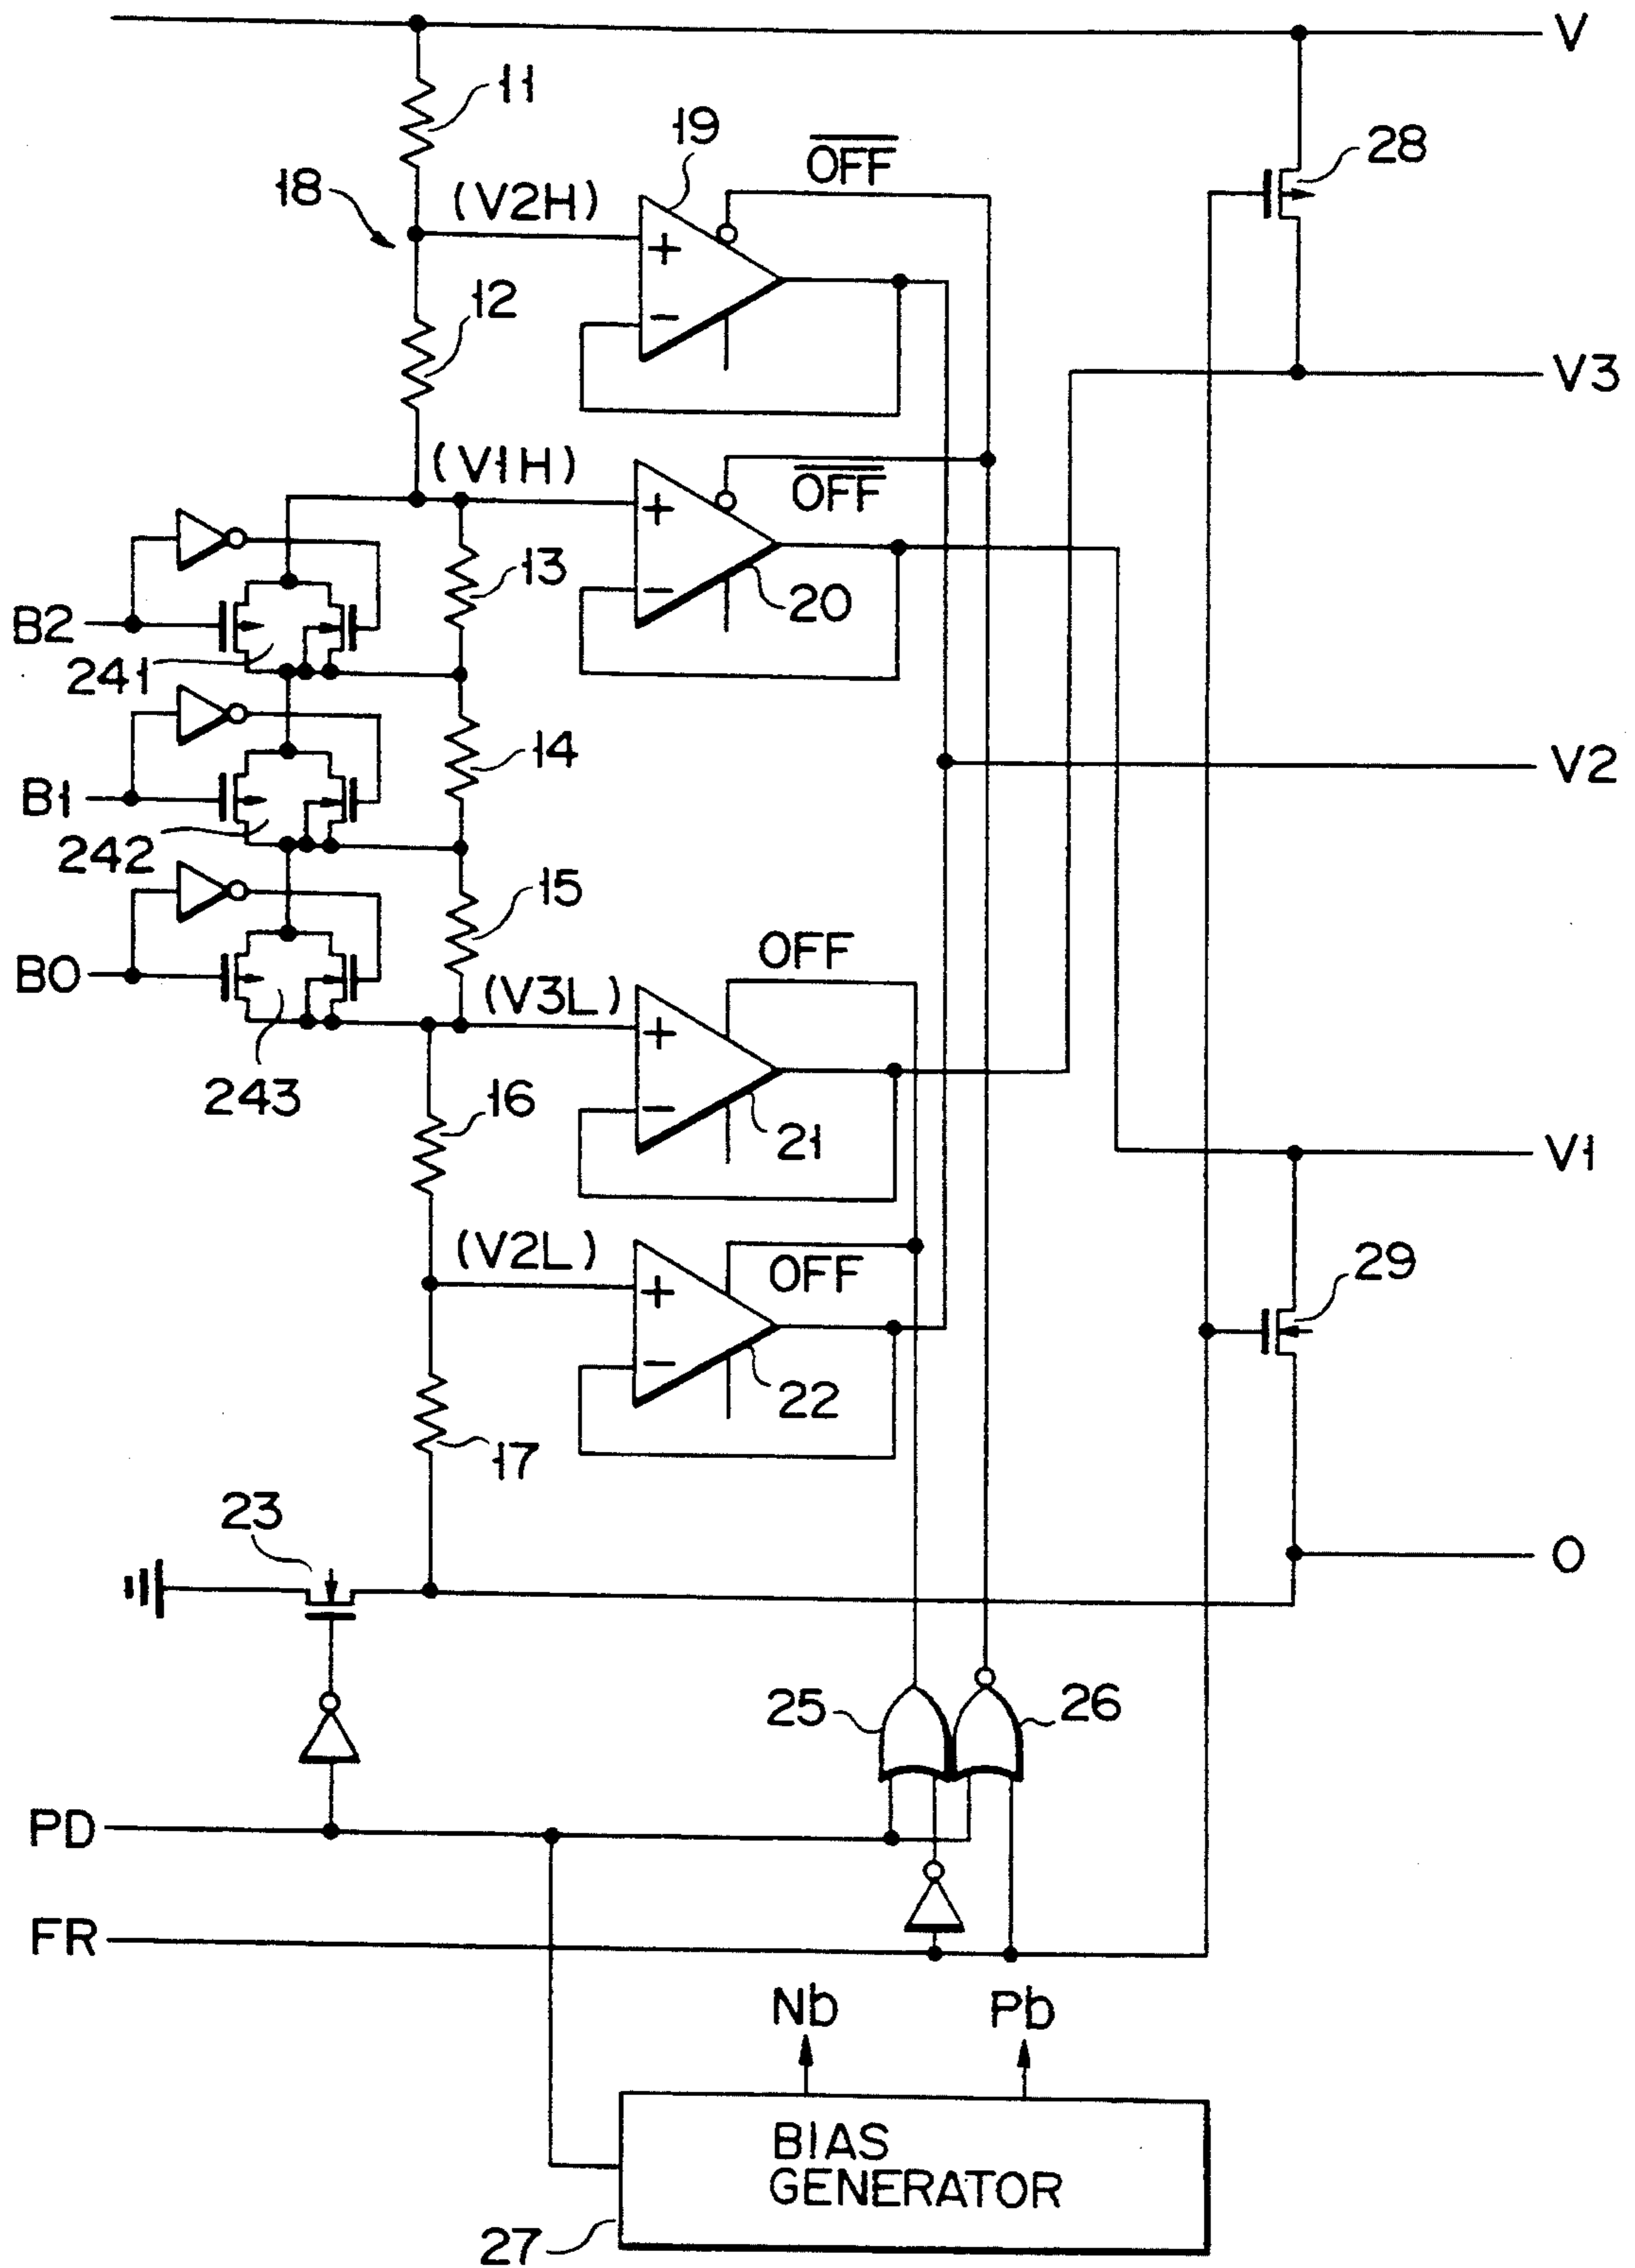 V
11
19
OFF
28
18
(V2H)
+
12
−
V3
(V1H)
OFF
+
13
−
20
B2
241
14
V2
B1
242
15
OFF
B0
(V3L)
+
243
16
−
21
V1
(V2L)
OFF
29
+
−
22
17
23
0
25
26
PD
FR
Nb
Pb
BIAS
GENERATOR
27